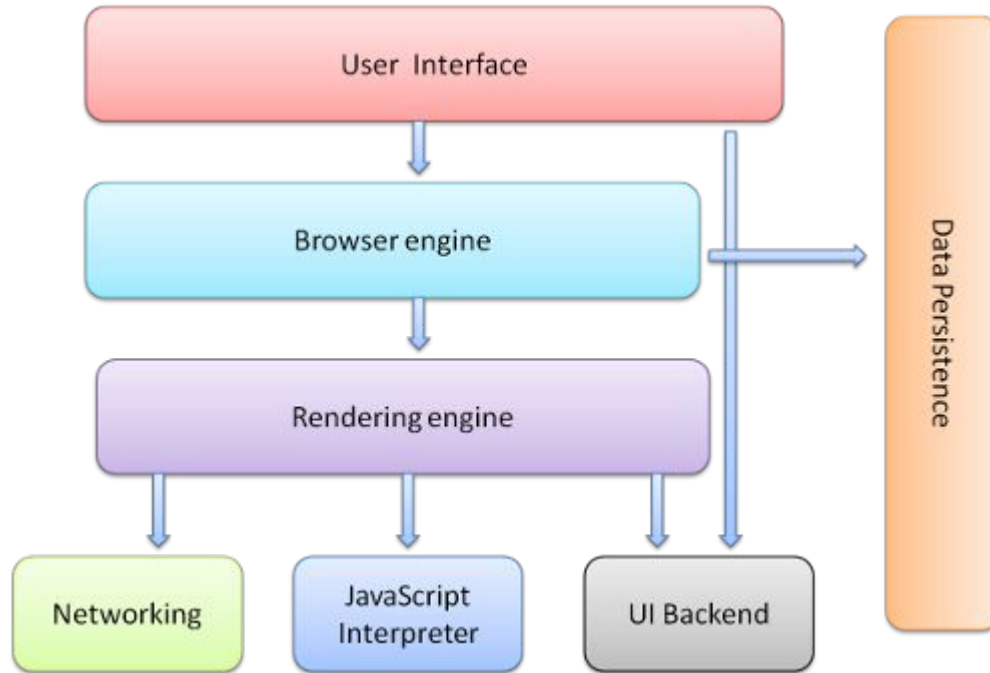 User Interface
Browser engine
Data Persistence
Rendering engine
Networking
JavaScript
Interpreter
UI Backend